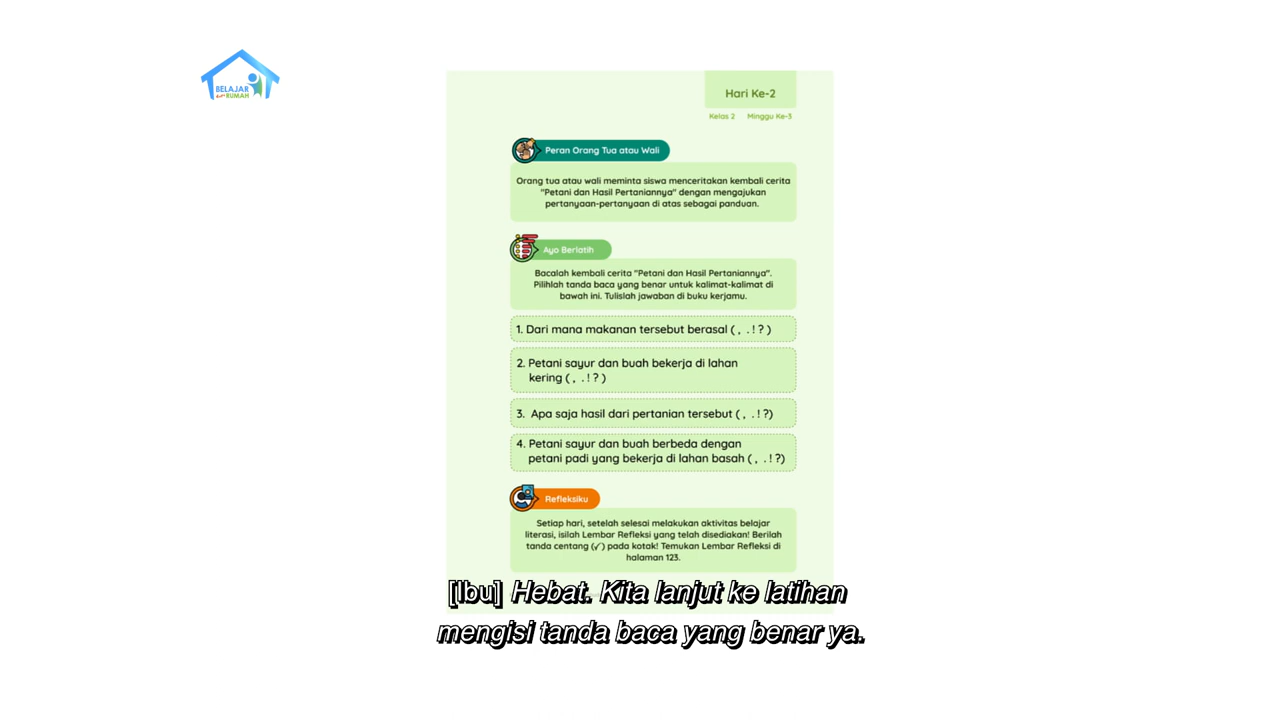 BELAJAR
dari RUMAH
Hari Ke-2
Kelas 2 Minggu Ke-3
Peran Orang Tua atau Wali
Orang tua atau wali meminta siswa menceritakan kembali cerita
"Petani dan Hasil Pertaniannya" dengan mengajukan
pertanyaan-pertanyaan di atas sebagai panduan.
Ayo Berlatih
Bacalah kembali cerita "Petani dan Hasil Pertaniannya".
Pilihlah tanda baca yang benar untuk kalimat-kalimat di
bawah ini. Tulislah jawaban di buku kerjamu.
1. Dari mana makanan tersebut berasal ( , . ! ? )
2. Petani sayur dan buah bekerja di lahan
kering ( , . ! ? )
3. Apa saja hasil dari pertanian tersebut ( , . ! ?)
4. Petani sayur dan buah berbeda dengan
petani padi yang bekerja di lahan basah ( , . ! ?)
Refleksiku
Setiap hari, setelah selesai melakukan aktivitas belajar
literasi, isilah Lembar Refleksi yang telah disediakan! Berilah
tanda centang (✓) pada kotak! Temukan Lembar Refleksi di
halaman 123.
[Ibu] Hebat. Kita lanjut ke latihan
mengisi tanda baca yang benar ya.